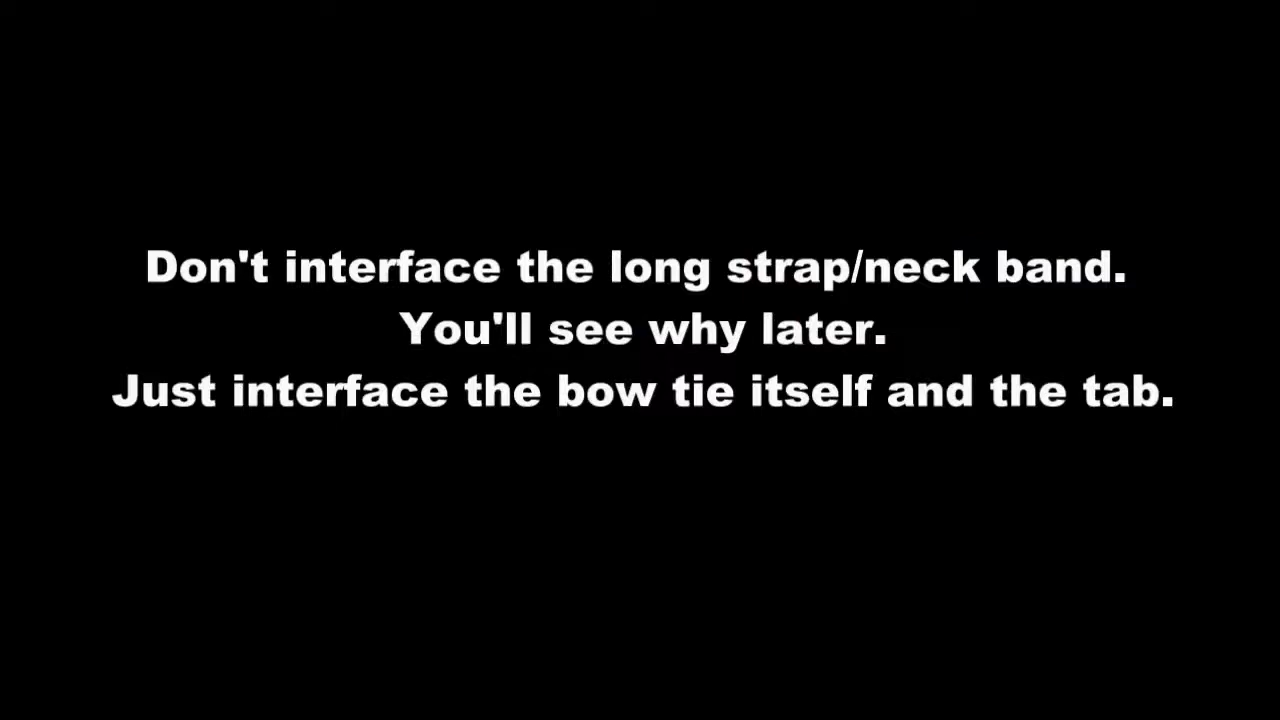 Don't interface the long strap/neck band.
You'll see why later.
Just interface the bow tie itself and the tab.